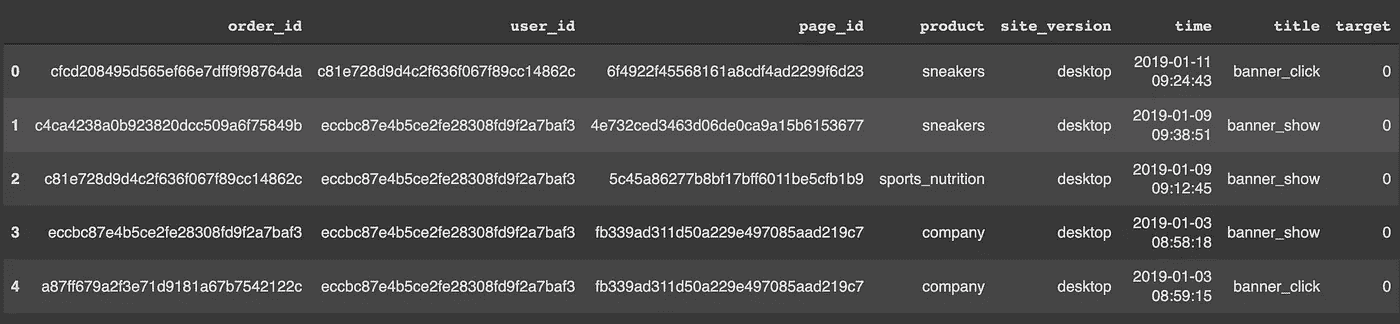 order_id user_id page_id product site_version time title target
0 cfcd208495d565ef66e7dff9f98764da c81e728d9d4c2f636f067f89cc14862c 6f4922f45568161a8cdf4ad2299f6d23 sneakers desktop 2019-01-11 09:24:43 banner_click 0
1 c4ca4238a0b923820dcc509a6f75849b eccbc87e4b5ce2fe28308fd9f2a7baf3 4e732ced3463d06de0ca9a15b6153677 sneakers desktop 2019-01-09 09:38:51 banner_show 0
2 c81e728d9d4c2f636f067f89cc14862c eccbc87e4b5ce2fe28308fd9f2a7baf3 5c45a86277b8bf17bff6011be5cfb1b9 sports_nutrition desktop 2019-01-09 09:12:45 banner_show 0
3 eccbc87e4b5ce2fe28308fd9f2a7baf3 eccbc87e4b5ce2fe28308fd9f2a7baf3 fb339ad311d50a229e497085aad219c7 company desktop 2019-01-03 08:58:18 banner_show 0
4 a87ff679a2f3e71d9181a67b7542122c eccbc87e4b5ce2fe28308fd9f2a7baf3 fb339ad311d50a229e497085aad219c7 company desktop 2019-01-03 08:59:15 banner_click 0